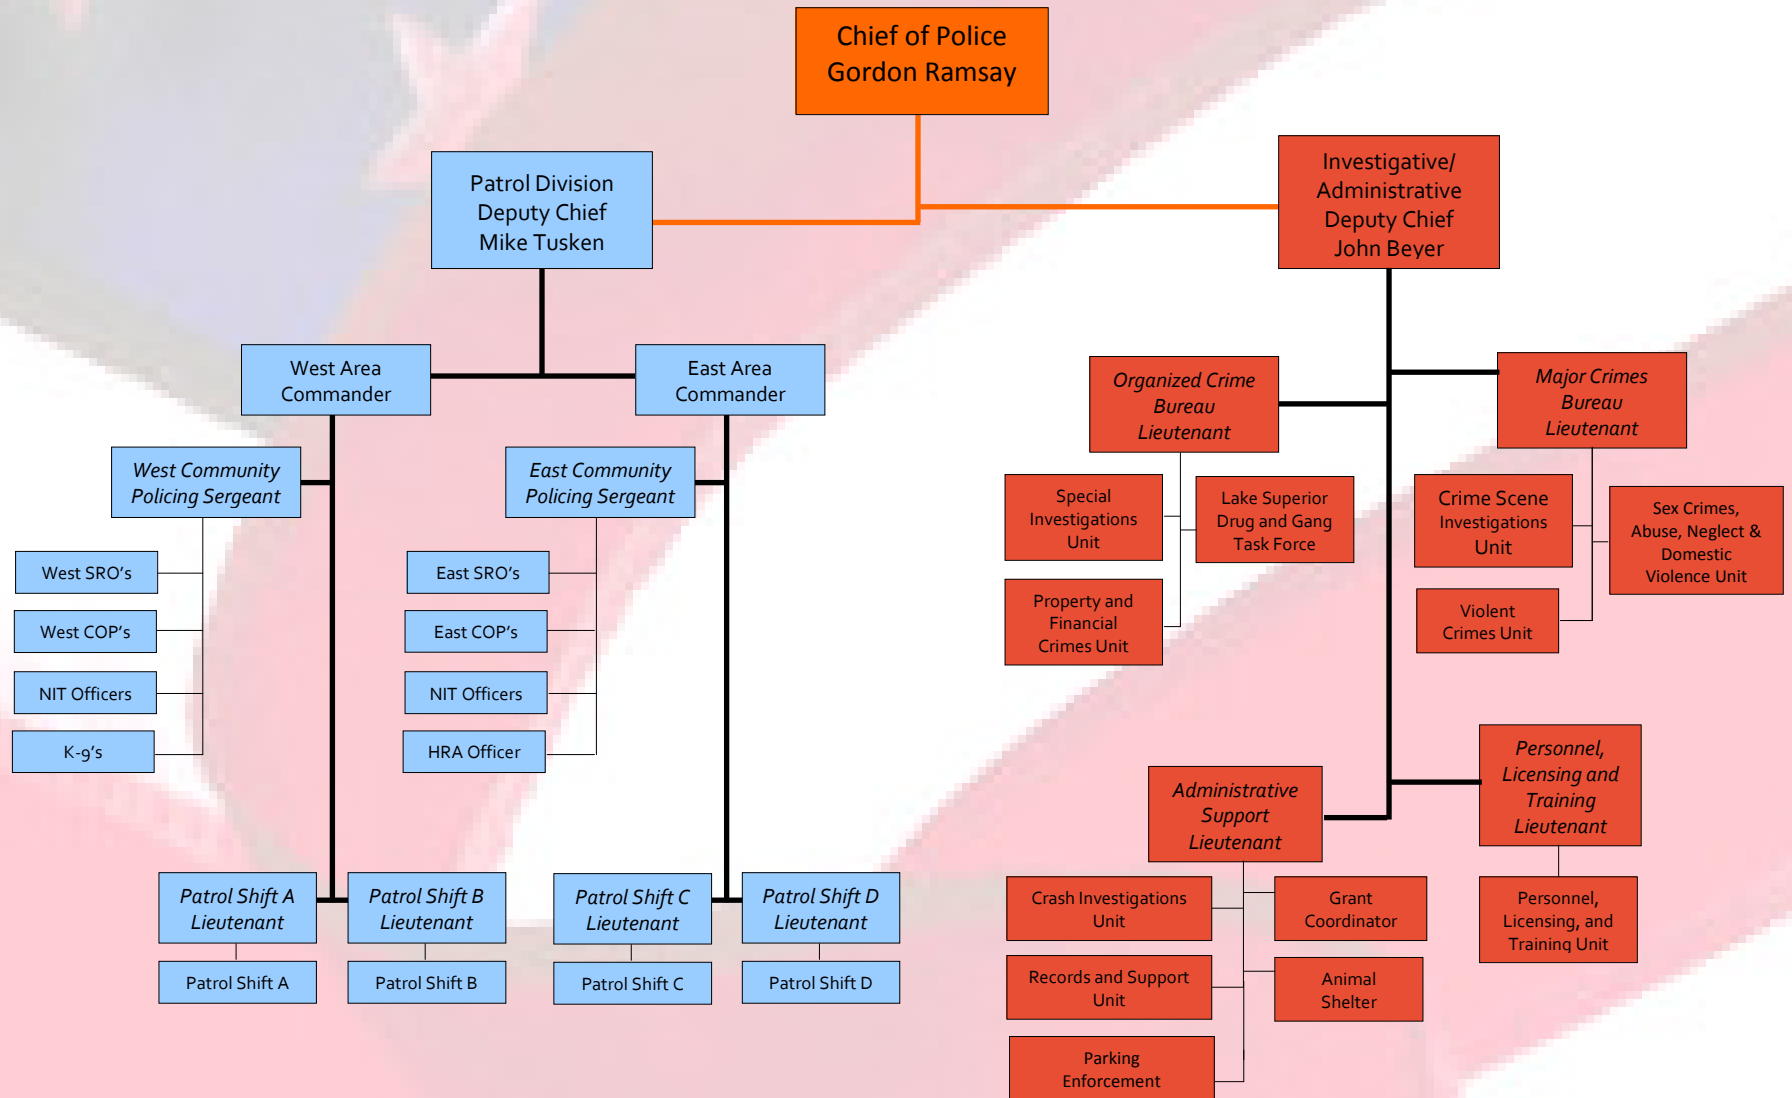 Chief of Police
Gordon Ramsay
Patrol Division
Deputy Chief
Mike Tusken
Investigative/
Administrative
Deputy Chief
John Beyer
West Area
Commander
East Area
Commander
West Community
Policing Sergeant
West SRO's
West COP's
NIT Officers
K-9's
East Community
Policing Sergeant
East SRO's
East COP's
NIT Officers
HRA Officer
Patrol Shift A
Lieutenant
Patrol Shift A
Patrol Shift B
Lieutenant
Patrol Shift B
Patrol Shift C
Lieutenant
Patrol Shift C
Patrol Shift D
Lieutenant
Patrol Shift D
Organized Crime
Bureau
Lieutenant
Special
Investigations
Unit
Lake Superior
Drug and Gang
Task Force
Property and
Financial
Crimes Unit
Major Crimes
Bureau
Lieutenant
Crime Scene
Investigations
Unit
Sex Crimes,
Abuse, Neglect &
Domestic
Violence Unit
Violent
Crimes Unit
Administrative
Support
Lieutenant
Crash Investigations
Unit
Grant
Coordinator
Records and Support
Unit
Animal
Shelter
Parking
Enforcement
Personnel,
Licensing and
Training
Lieutenant
Personnel,
Licensing, and
Training Unit